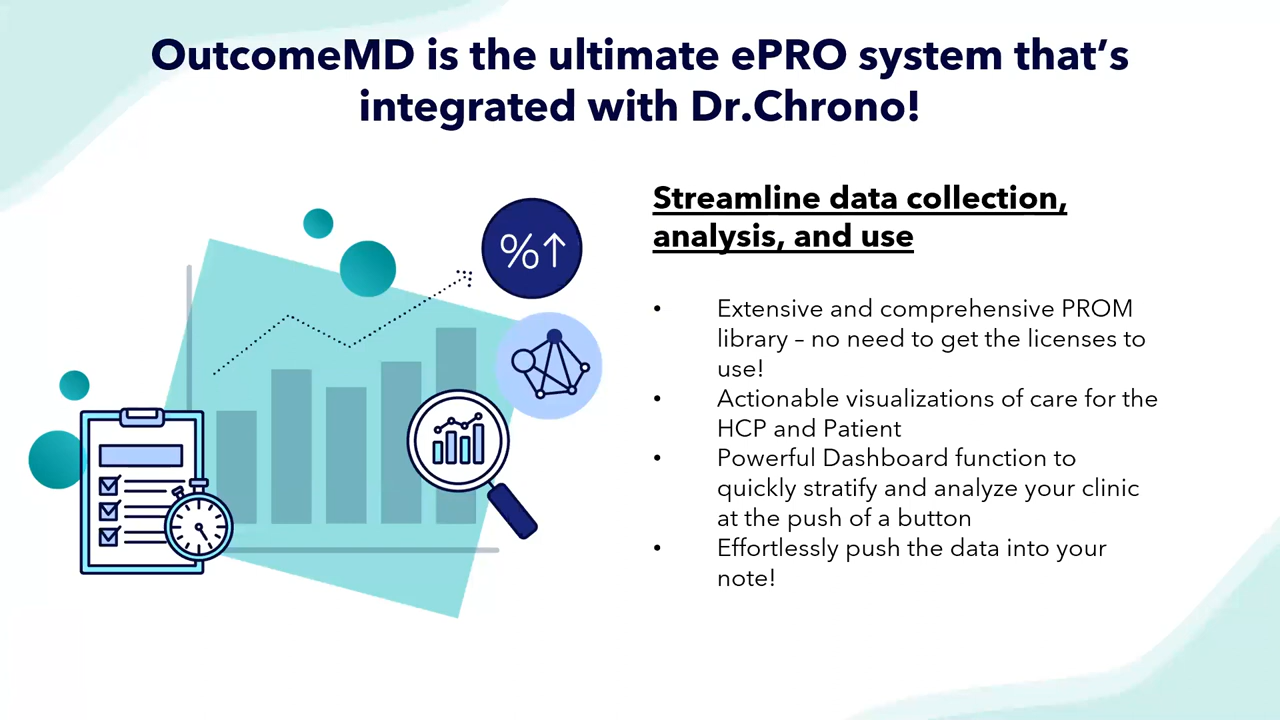 OutcomeMD is the ultimate ePRO system that’s
integrated with Dr.Chrono!
%↑
Streamline data collection,
analysis, and use
• Extensive and comprehensive PROM
library – no need to get the licenses to
use!
• Actionable visualizations of care for the
HCP and Patient
• Powerful Dashboard function to
quickly stratify and analyze your clinic
at the push of a button
• Effortlessly push the data into your
note!